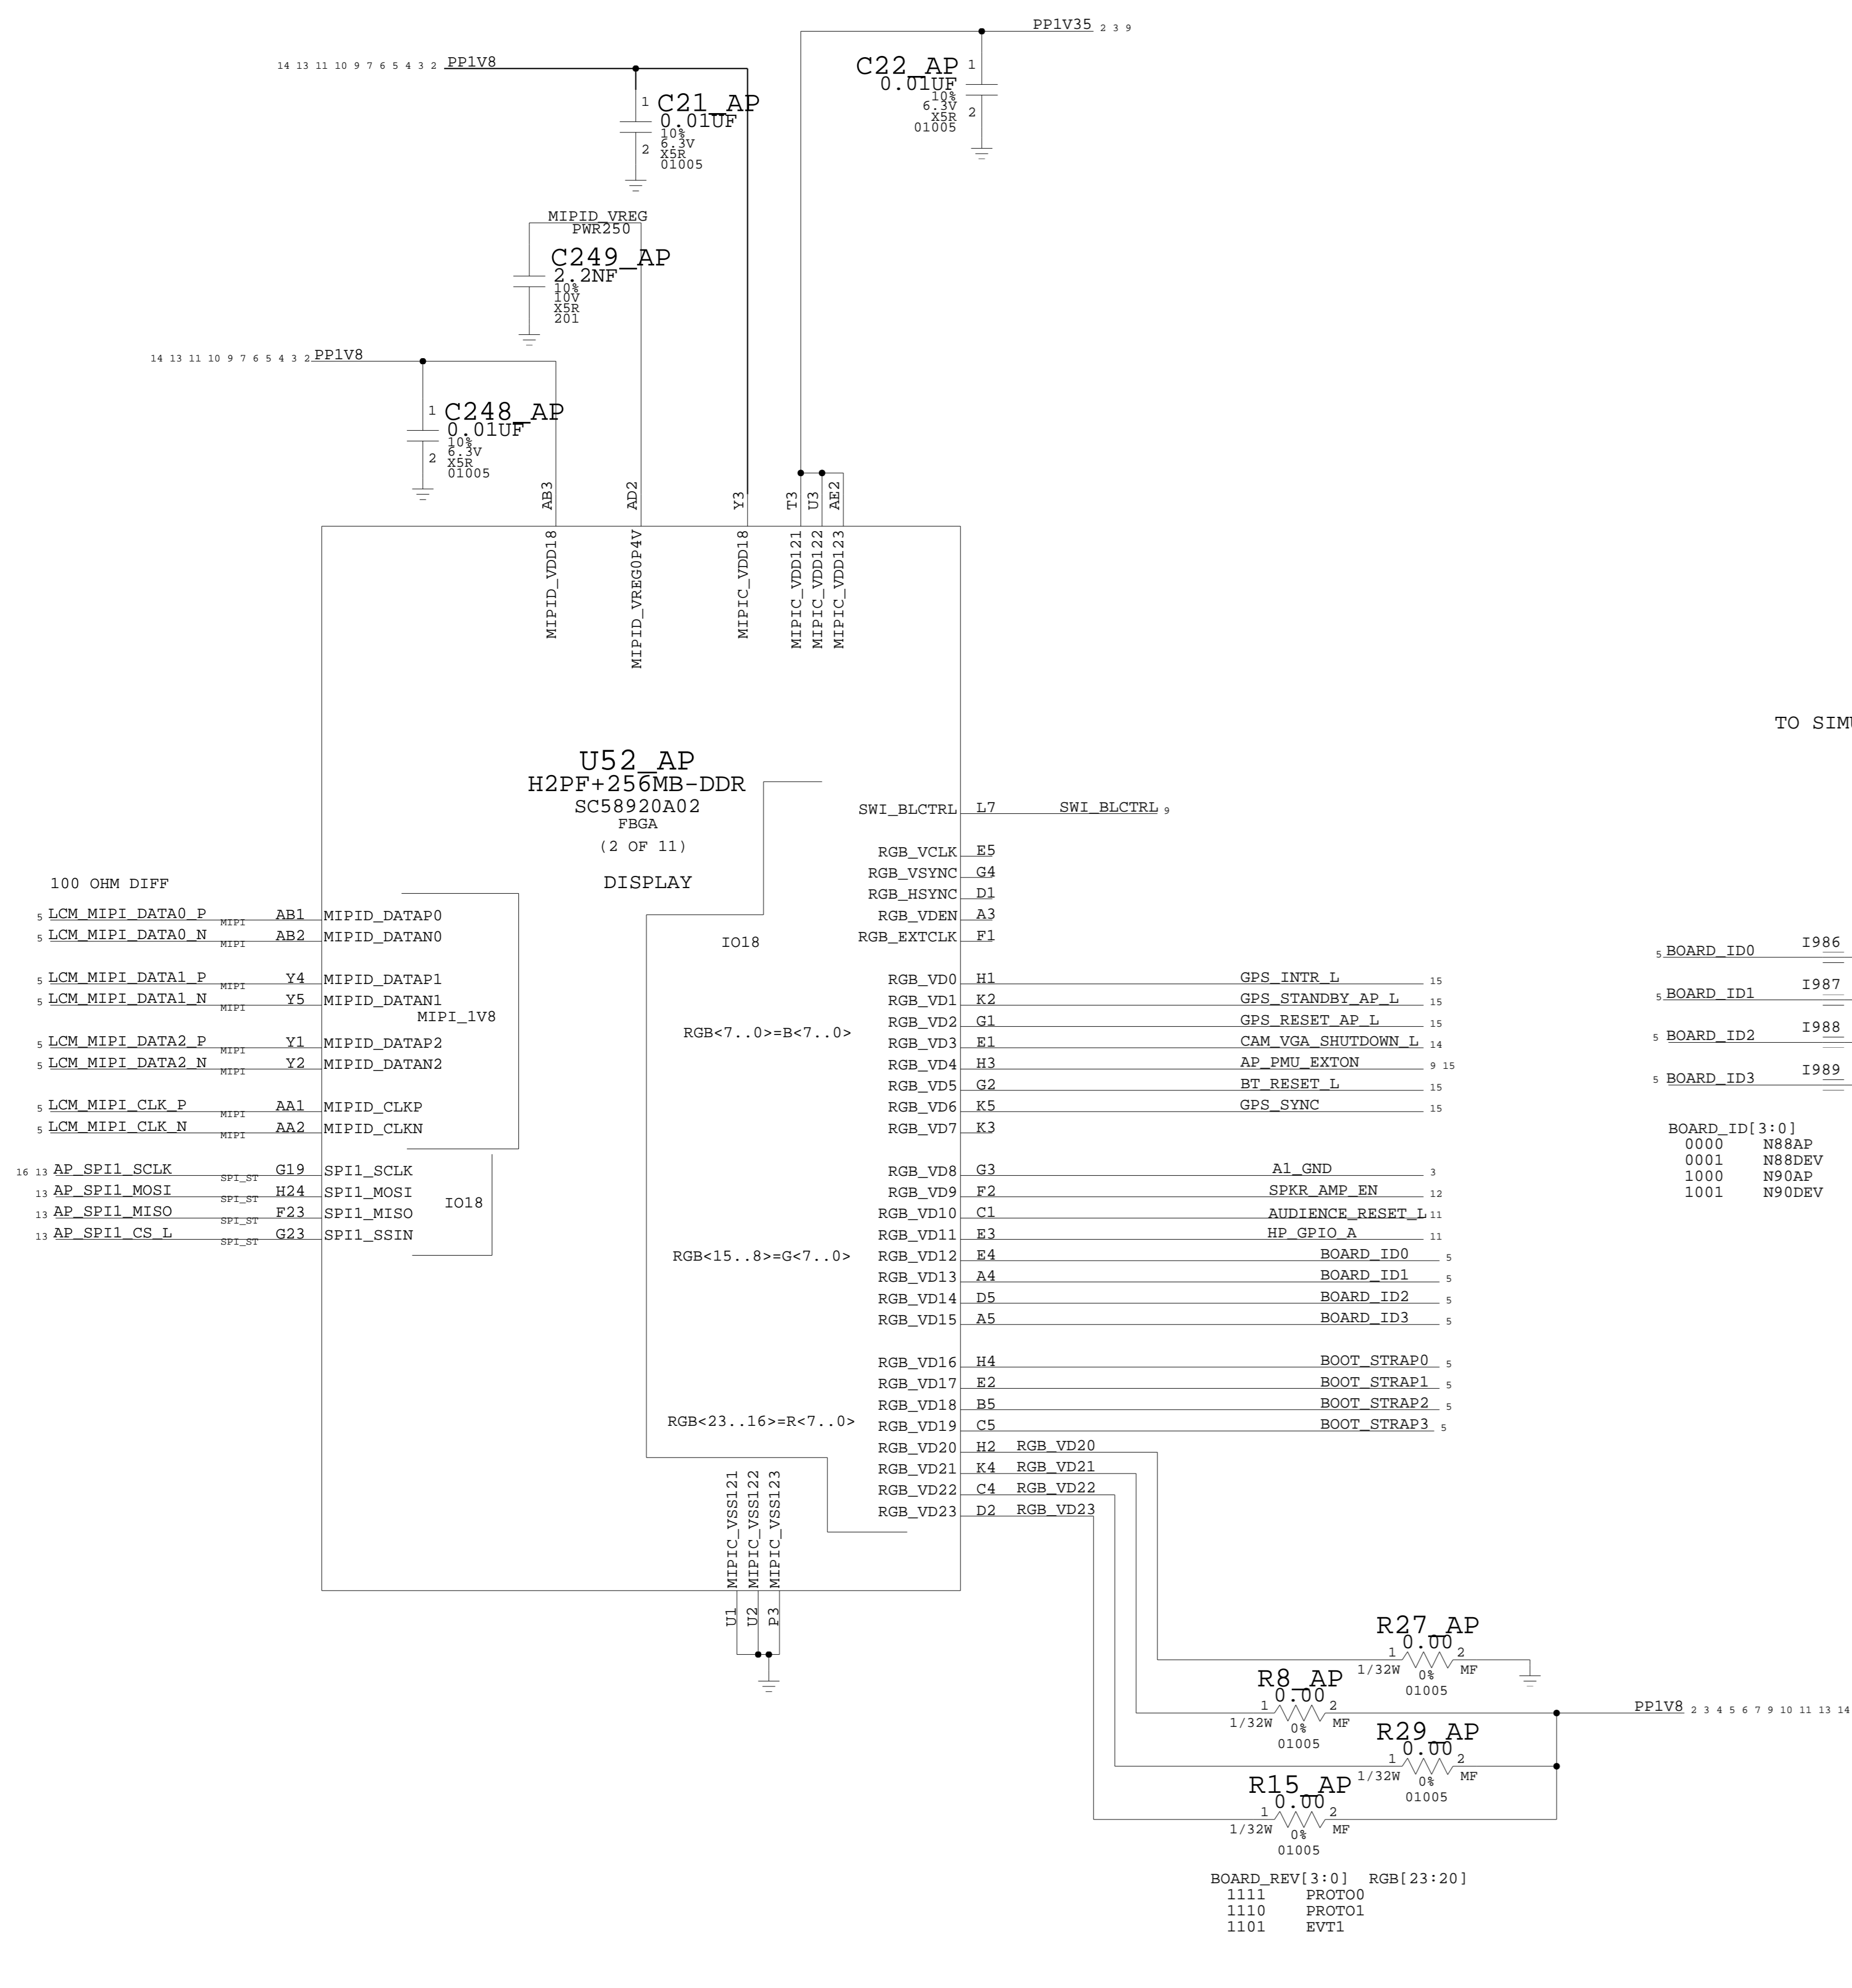 PP1V35 2 3 9
C22_AP 1
0.01UF
10%
6.3V
X5R
01005
2
14 13 11 10 9 7 6 5 4 3 2 PP1V8
1 C21_AP
0.01UF
10%
6.3V
X5R
01005
2
MIPID_VREG
PWR250
C249_AP
2.2NF
10%
10V
X5R
201
14 13 11 10 9 7 6 5 4 3 2 PP1V8
1 C248_AP
0.01UF
10%
6.3V
X5R
01005
2
AB3
AD2
Y3
T3
U3
AE2
MIPID_VDD18
MIPID_VREG0P4V
MIPIC_VDD18
MIPIC_VDD121
MIPIC_VDD122
MIPIC_VDD123
U52_AP
H2PF+256MB-DDR
SC58920A02
FBGA
(2 OF 11)
DISPLAY
100 OHM DIFF
5 LCM_MIPI_DATA0_P MIPI AB1 MIPID_DATAP0
5 LCM_MIPI_DATA0_N MIPI AB2 MIPID_DATAN0
5 LCM_MIPI_DATA1_P MIPI Y4 MIPID_DATAP1
5 LCM_MIPI_DATA1_N MIPI Y5 MIPID_DATAN1
MIPI_1V8
5 LCM_MIPI_DATA2_P MIPI Y1 MIPID_DATAP2
5 LCM_MIPI_DATA2_N MIPI Y2 MIPID_DATAN2
5 LCM_MIPI_CLK_P MIPI AA1 MIPID_CLKP
5 LCM_MIPI_CLK_N MIPI AA2 MIPID_CLKN
16 13 AP_SPI1_SCLK SPI_ST G19 SPI1_SCLK
13 AP_SPI1_MOSI SPI_ST H24 SPI1_MOSI
IO18
13 AP_SPI1_MISO SPI_ST F23 SPI1_MISO
13 AP_SPI1_CS_L SPI_ST G23 SPI1_SSIN
SWI_BLCTRL L7 SWI_BLCTRL 9
RGB_VCLK E5
RGB_VSYNC G4
RGB_HSYNC D1
RGB_VDEN A3
RGB_EXTCLK F1
IO18
RGB_VD0 H1 GPS_INTR_L 15
RGB_VD1 K2 GPS_STANDBY_AP_L 15
RGB_VD2 G1 GPS_RESET_AP_L 15
RGB<7..0>=B<7..0>
RGB_VD3 E1 CAM_VGA_SHUTDOWN_L 14
RGB_VD4 H3 AP_PMU_EXTON 9 15
RGB_VD5 G2 BT_RESET_L 15
RGB_VD6 K5 GPS_SYNC 15
RGB_VD7 K3
RGB_VD8 G3 A1_GND 3
RGB_VD9 F2 SPKR_AMP_EN 12
RGB_VD10 C1 AUDIENCE_RESET_L 11
RGB_VD11 E3 HP_GPIO_A 11
RGB<15..8>=G<7..0>
RGB_VD12 E4 BOARD_ID0 5
RGB_VD13 A4 BOARD_ID1 5
RGB_VD14 D5 BOARD_ID2 5
RGB_VD15 A5 BOARD_ID3 5
RGB_VD16 H4 BOOT_STRAP0 5
RGB_VD17 E2 BOOT_STRAP1 5
RGB_VD18 B5 BOOT_STRAP2 5
RGB<23..16>=R<7..0>
RGB_VD19 C5 BOOT_STRAP3 5
RGB_VD20 H2 RGB_VD20
RGB_VD21 K4 RGB_VD21
RGB_VD22 C4 RGB_VD22
RGB_VD23 D2 RGB_VD23
MIPIC_VSS121
MIPIC_VSS122
MIPIC_VSS123
U1
U2
P3
TO SIMU
5 BOARD_ID0 I986
5 BOARD_ID1 I987
5 BOARD_ID2 I988
5 BOARD_ID3 I989
BOARD_ID[3:0]
0000 N88AP
0001 N88DEV
1000 N90AP
1001 N90DEV
R27_AP
0.00
1 2
1/32W 0% MF
01005
R8_AP
0.00
1 2
1/32W 0% MF
01005
PP1V8 2 3 4 5 6 7 9 10 11 13 14
R29_AP
0.00
1 2
1/32W 0% MF
01005
R15_AP
0.00
1 2
1/32W 0% MF
01005
BOARD_REV[3:0] RGB[23:20]
1111 PROTO0
1110 PROTO1
1101 EVT1